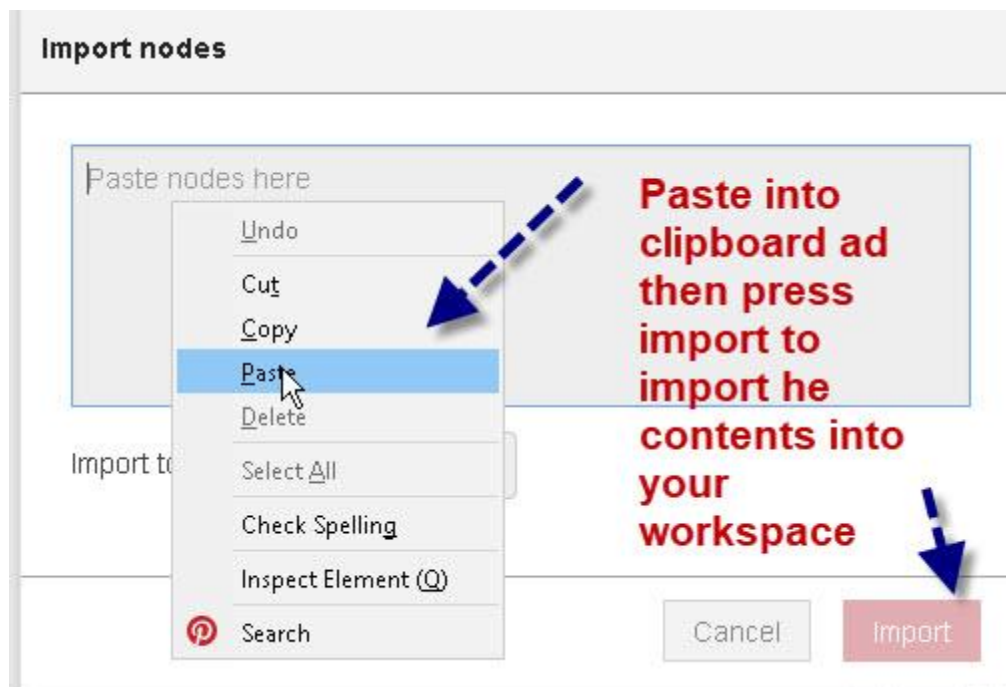 Import nodes
Paste nodes here
Undo
Cut
Copy
Paste
Delete
Select All
Check Spelling
Inspect Element (Q)
Search
Import to
Paste into
clipboard ad
then press
import to
import he
contents into
your
workspace
Cancel
Import